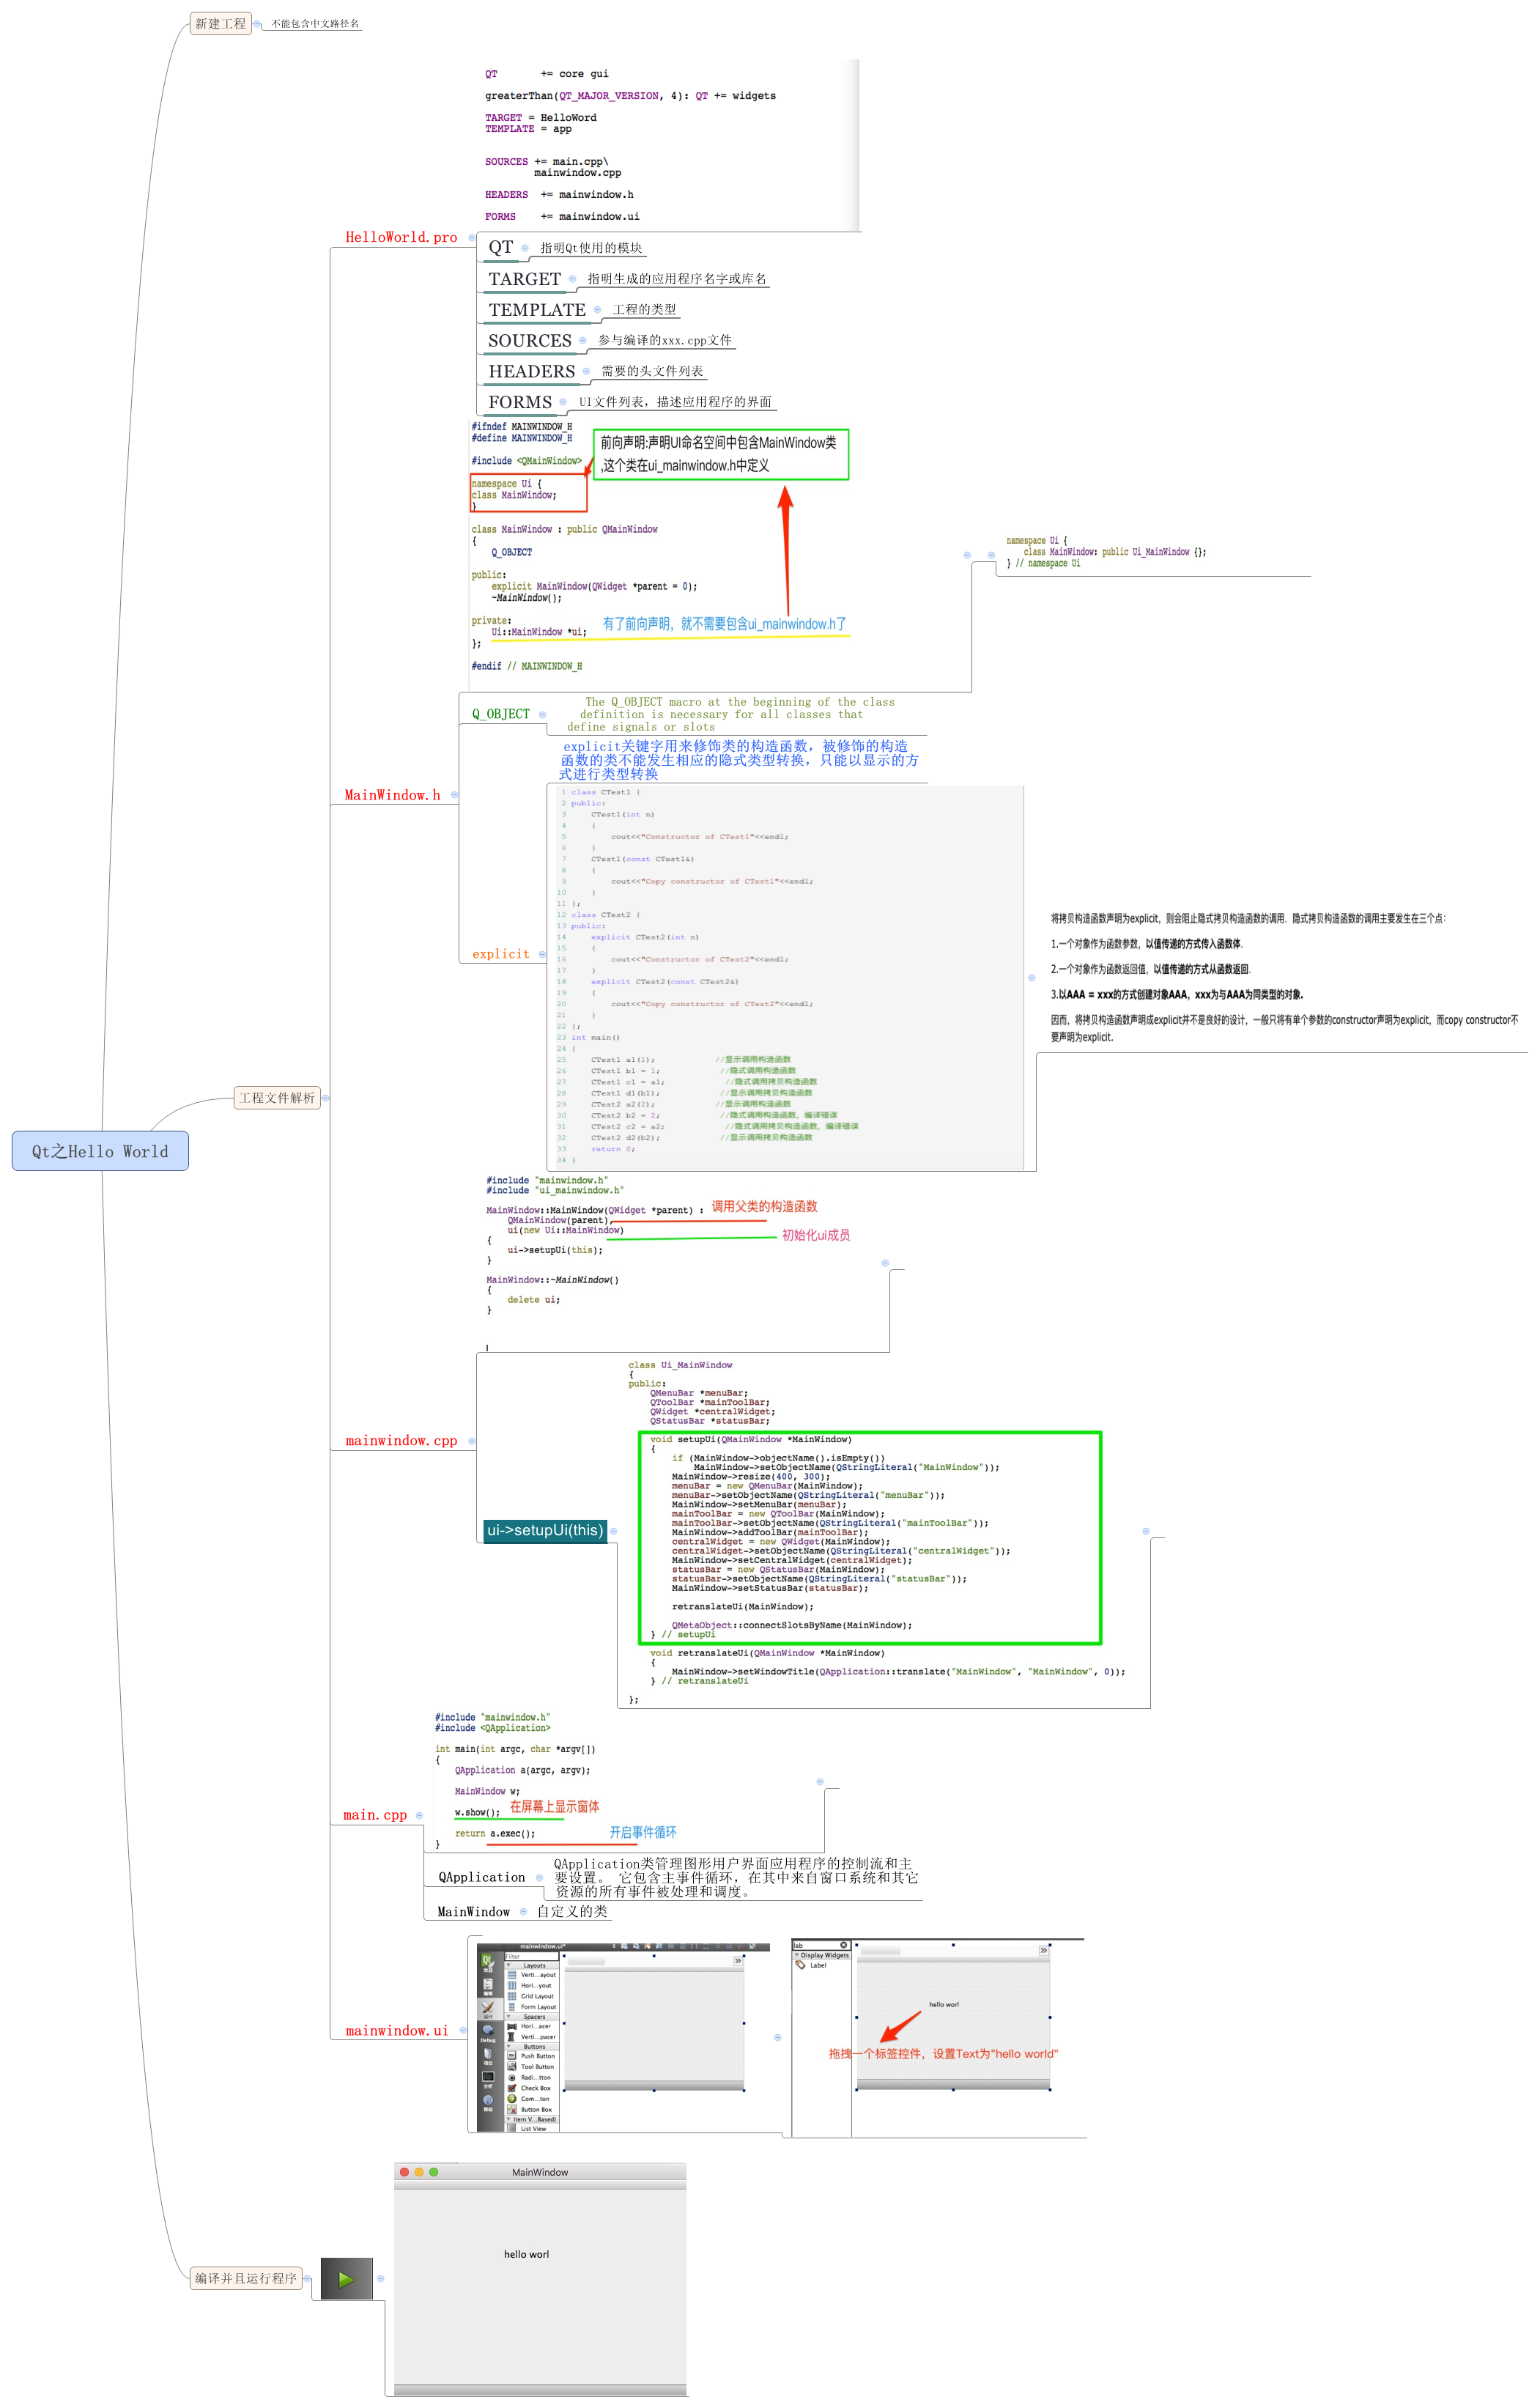 新建工程
不能包含中文路径名
QT += core gui
greaterThan(QT_MAJOR_VERSION, 4): QT += widgets
TARGET = HelloWord
TEMPLATE = app
SOURCES += main.cpp\
mainwindow.cpp
HEADERS += mainwindow.h
FORMS += mainwindow.ui
HelloWorld.pro
QT
指明Qt使用的模块
TARGET
指明生成的应用程序名字或库名
TEMPLATE
工程的类型
SOURCES
参与编译的xxx.cpp文件
HEADERS
需要的头文件列表
FORMS
UI文件列表，描述应用程序的界面
#ifndef MAINWINDOW_H
#define MAINWINDOW_H
#include <QMainWindow>
namespace Ui {
class MainWindow;
}
前向声明:声明UI命名空间中包含MainWindow类
,这个类在ui_mainwindow.h中定义
class MainWindow : public QMainWindow
{
Q_OBJECT
public:
explicit MainWindow(QWidget *parent = 0);
~MainWindow();
private:
Ui::MainWindow *ui;
有了前向声明，就不需要包含ui_mainwindow.h了
};
#endif // MAINWINDOW_H
namespace Ui {
class MainWindow: public Ui_MainWindow {};
} // namespace Ui
MainWindow.h
Q_OBJECT
The Q_OBJECT macro at the beginning of the class
definition is necessary for all classes that
define signals or slots
explicit
explicit关键字用来修饰类的构造函数，被修饰的构造
函数的类不能发生相应的隐式类型转换，只能以显示的方
式进行类型转换
1 class CTest1 {
2 public:
3 CTest1(int n)
4 {
5 cout<<"Constructor of CTest1"<<endl;
6 }
7 CTest1(const CTest1&)
8 {
9 cout<<"Copy constructor of CTest1"<<endl;
10 }
11 };
12 class CTest2 {
13 public:
14 explicit CTest2(int n)
15 {
16 cout<<"Constructor of CTest2"<<endl;
17 }
18 explicit CTest2(const CTest2&)
19 {
20 cout<<"Copy constructor of CTest2"<<endl;
21 }
22 };
23 int main()
24 {
25 CTest1 a1(1); //显示调用构造函数
26 CTest1 b1 = 1; //隐式调用构造函数
27 CTest1 c1 = a1; //隐式调用拷贝构造函数
28 CTest1 d1(b1); //显示调用拷贝构造函数
29 CTest2 a2(2); //显示调用构造函数
30 CTest2 b2 = 2; //隐式调用构造函数，编译错误
31 CTest2 c2 = a2; //隐式调用拷贝构造函数，编译错误
32 CTest2 d2(b2); //显示调用拷贝构造函数
33 return 0;
34 }
将拷贝构造函数声明为explicit，则会阻止隐式拷贝构造函数的调用．隐式拷贝构造函数的调用主要发生在三个点：
1.一个对象作为函数参数，以值传递的方式传入函数体．
2.一个对象作为函数返回值，以值传递的方式从函数返回．
3.以AAA = xxx的方式创建对象AAA，xxx为与AAA为同类型的对象．
因而，将拷贝构造函数声明成explicit并不是良好的设计，一般只将有单个参数的constructor声明为explicit，而copy constructor不
要声明为explicit．
工程文件解析
Qt之Hello World
#include "mainwindow.h"
#include "ui_mainwindow.h"
MainWindow::MainWindow(QWidget *parent) :
调用父类的构造函数
QMainWindow(parent),
ui(new Ui::MainWindow)
初始化ui成员
{
ui->setupUi(this);
}
MainWindow::~MainWindow()
{
delete ui;
}
mainwindow.cpp
ui->setupUi(this)
class Ui_MainWindow
{
public:
QMenuBar *menuBar;
QToolBar *mainToolBar;
QWidget *centralWidget;
QStatusBar *statusBar;
void setupUi(QMainWindow *MainWindow)
{
if (MainWindow->objectName().isEmpty())
MainWindow->setObjectName(QStringLiteral("MainWindow"));
MainWindow->resize(400, 300);
menuBar = new QMenuBar(MainWindow);
menuBar->setObjectName(QStringLiteral("menuBar"));
MainWindow->setMenuBar(menuBar);
mainToolBar = new QToolBar(MainWindow);
mainToolBar->setObjectName(QStringLiteral("mainToolBar"));
MainWindow->addToolBar(mainToolBar);
centralWidget = new QWidget(MainWindow);
centralWidget->setObjectName(QStringLiteral("centralWidget"));
MainWindow->setCentralWidget(centralWidget);
statusBar = new QStatusBar(MainWindow);
statusBar->setObjectName(QStringLiteral("statusBar"));
MainWindow->setStatusBar(statusBar);
retranslateUi(MainWindow);
QMetaObject::connectSlotsByName(MainWindow);
} // setupUi
void retranslateUi(QMainWindow *MainWindow)
{
MainWindow->setWindowTitle(QApplication::translate("MainWindow", "MainWindow", 0));
} // retranslateUi
};
#include "mainwindow.h"
#include <QApplication>
int main(int argc, char *argv[])
{
QApplication a(argc, argv);
MainWindow w;
w.show();
在屏幕上显示窗体
return a.exec();
开启事件循环
}
main.cpp
QApplication
QApplication类管理图形用户界面应用程序的控制流和主
要设置。 它包含主事件循环，在其中来自窗口系统和其它
资源的所有事件被处理和调度。
MainWindow
自定义的类
mainwindow.ui
mainwindow.ui*
Filter
Layouts
Verti...ayout
Hori...yout
Grid Layout
Form Layout
Spacers
Hori...acer
Verti...pacer
Buttons
Push Button
Tool Button
Radi...tton
Check Box
Com...ton
Button Box
Item V...Based)
List View
编辑
设计
Debug
项目
分析
帮助
lab
Display Widgets
Label
hello worl
拖拽一个标签控件，设置Text为"hello world"
编译并且运行程序
MainWindow
hello worl